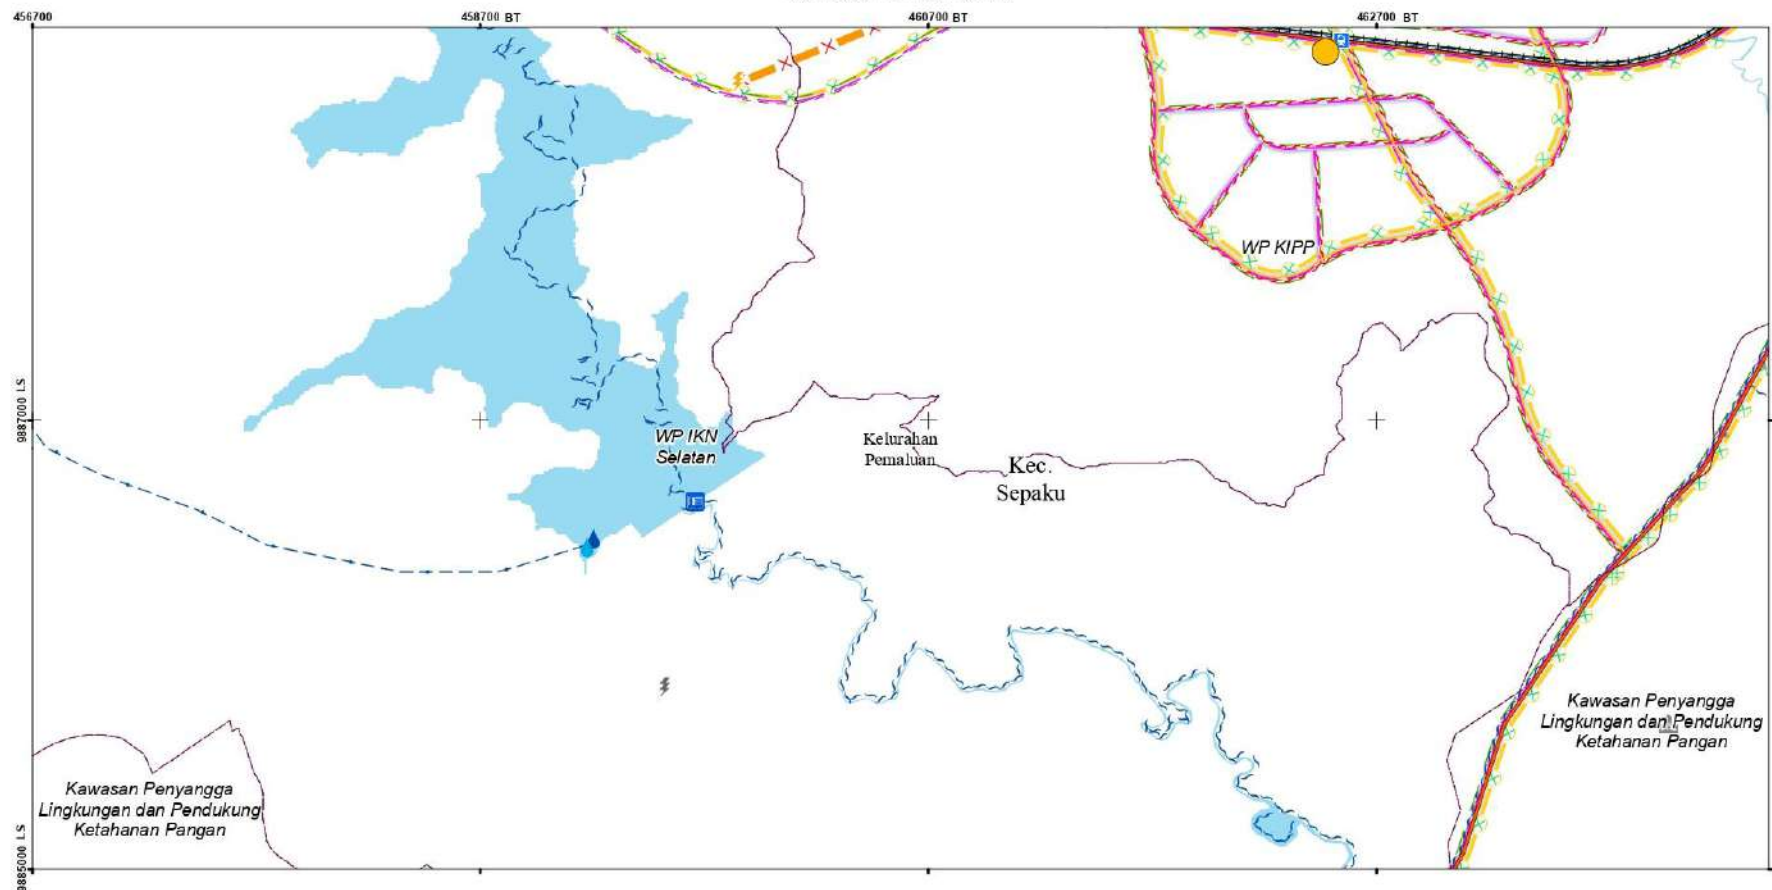 456700
458700 BT
460700 BT
462700 BT
WP KIPP
9887000 LS
WP IKN
Selatan
Kelurahan
Pemaluan
Kec.
Sepaku
Kawasan Penyangga
Lingkungan dan Pendukung
Ketahanan Pangan
Kawasan Penyangga
Lingkungan dan Pendukung
Ketahanan Pangan
9885000 LS